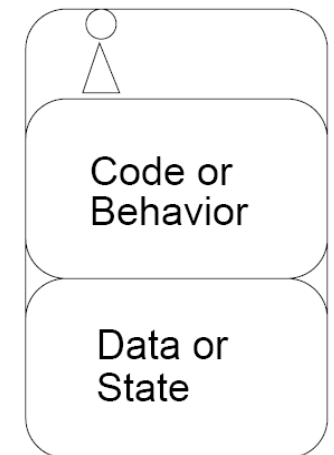 Code or
Behavior
Data or
State